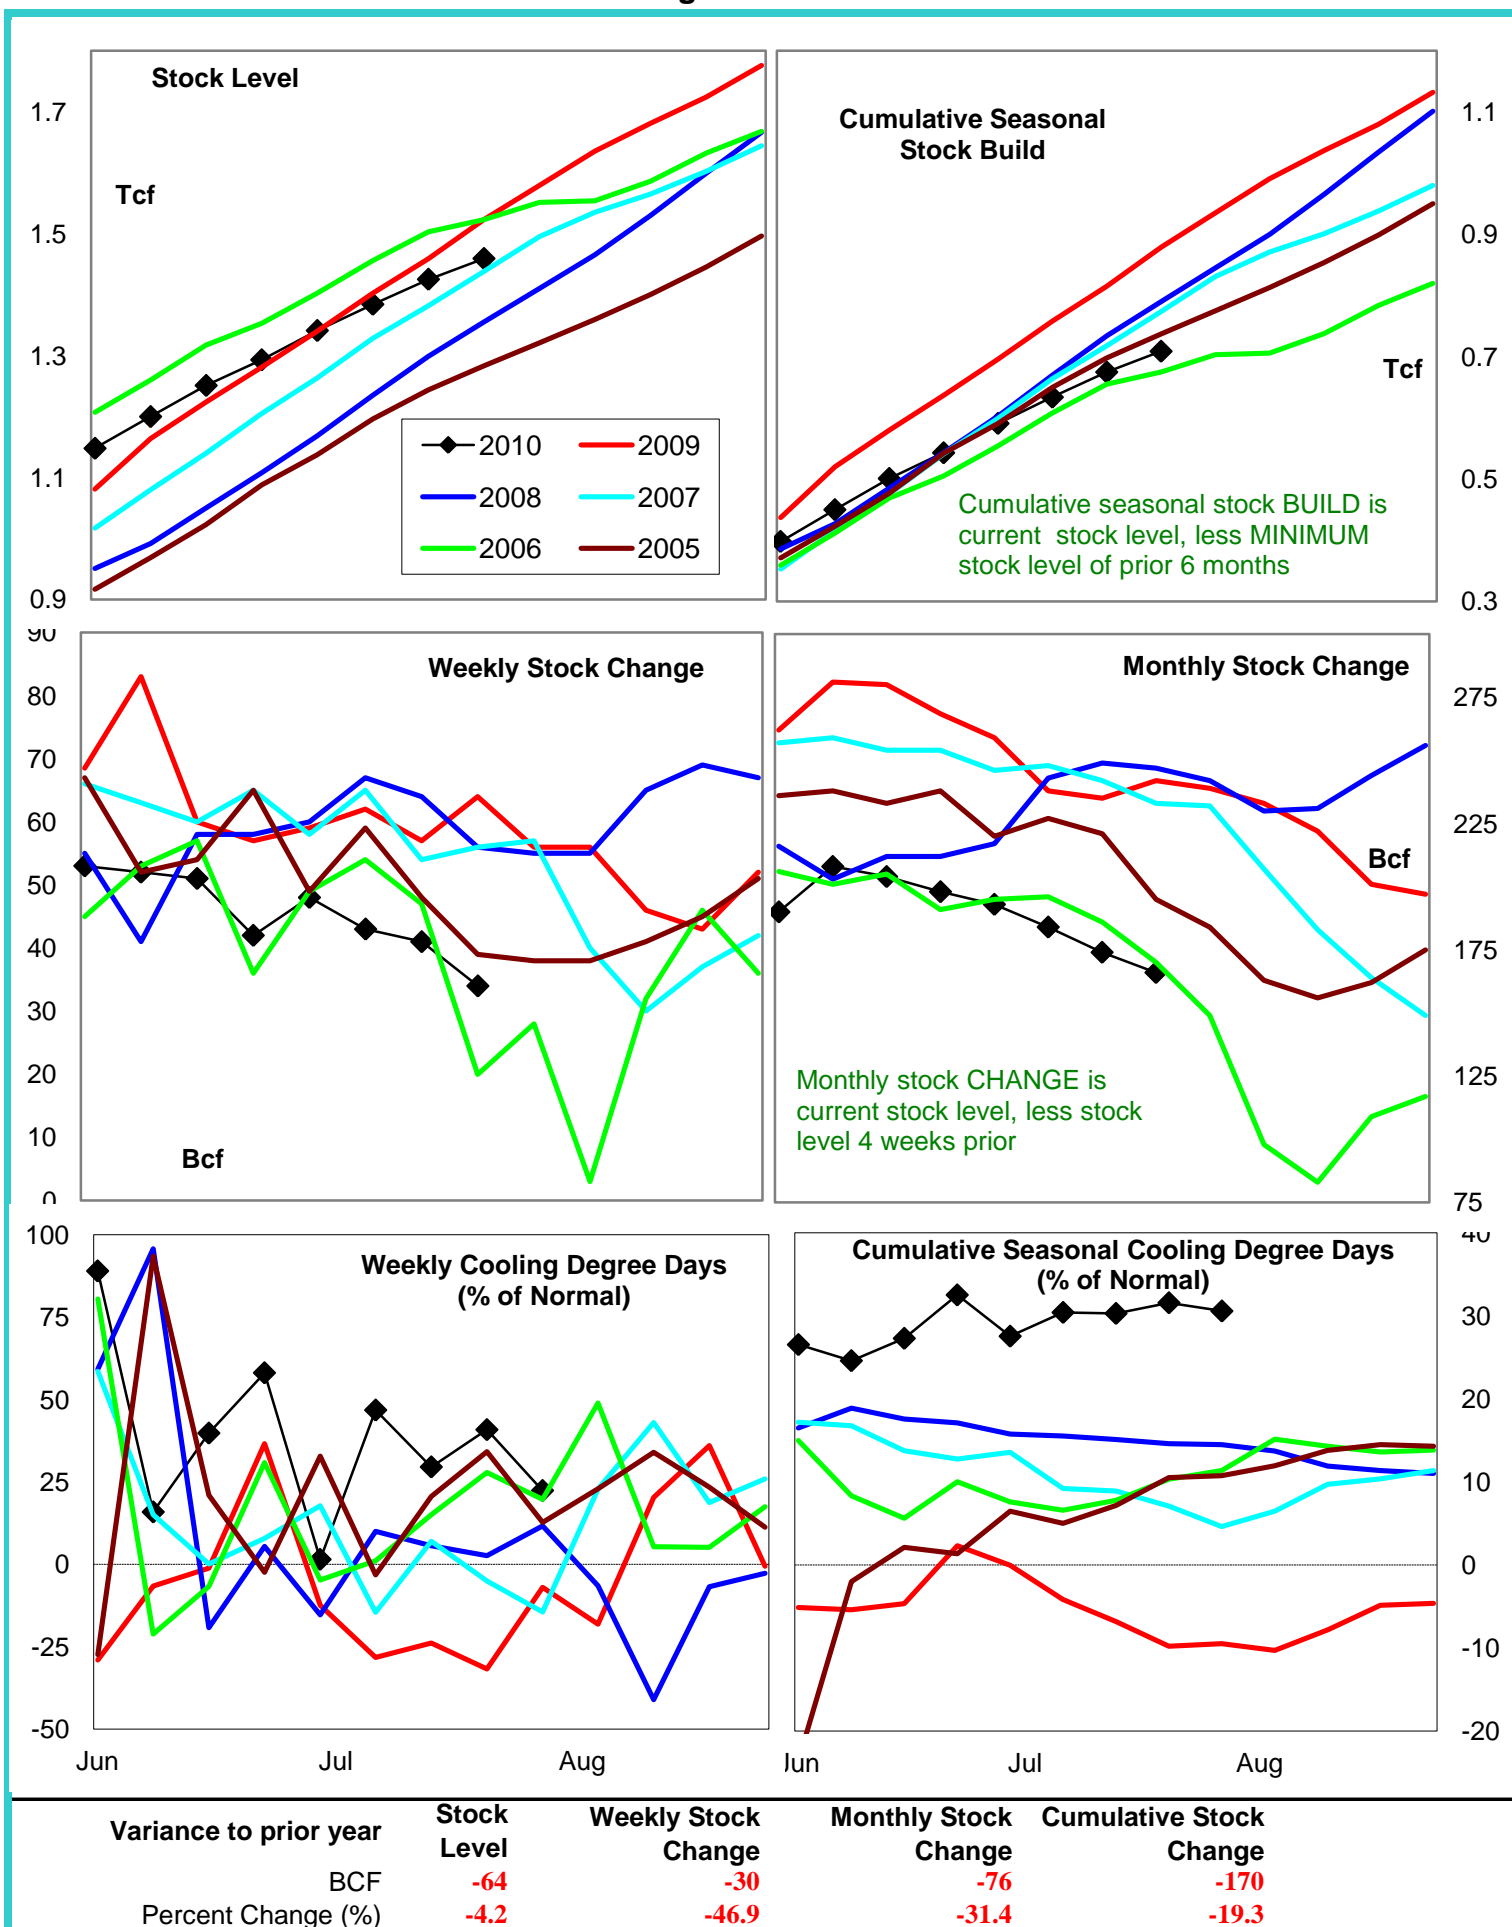 Stock Level
Tcf
1.7
1.5
1.3
1.1
0.9
2010
2009
2008
2007
2006
2005
Cumulative Seasonal
Stock Build
1.1
0.9
0.7
0.5
0.3
Tcf
Cumulative seasonal stock BUILD is
current stock level, less MINIMUM
stock level of prior 6 months
Weekly Stock Change
90
80
70
60
50
40
30
20
10
0
Bcf
Monthly Stock Change
275
225
175
125
75
Bcf
Monthly stock CHANGE is
current stock level, less stock
level 4 weeks prior
Weekly Cooling Degree Days
(% of Normal)
100
75
50
25
0
-25
-50
Jun
Jul
Aug
Cumulative Seasonal Cooling Degree Days
(% of Normal)
40
30
20
10
0
-10
-20
Jun
Jul
Aug
Variance to prior year
Stock
Level
Weekly Stock
Change
Monthly Stock
Change
Cumulative Stock
Change
BCF -64 -30 -76 -170
Percent Change (%) -4.2 -46.9 -31.4 -19.3